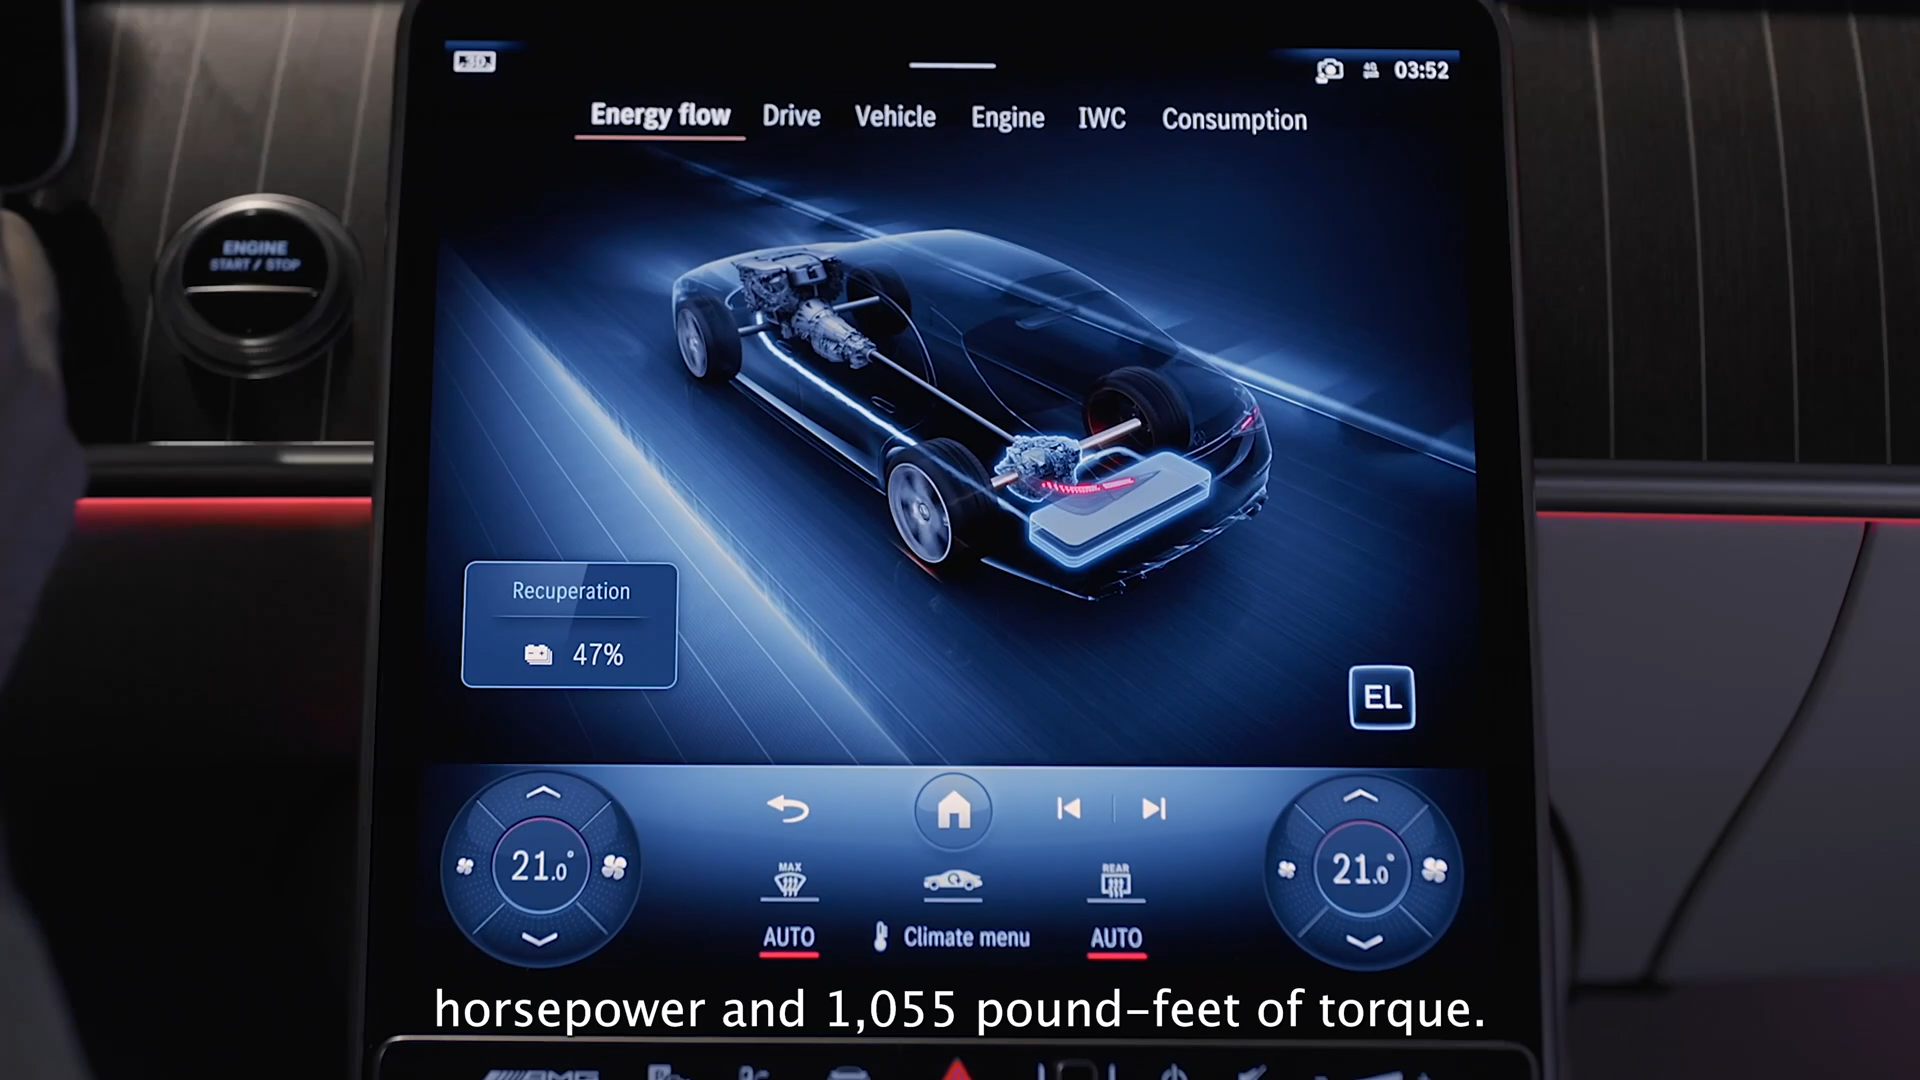 03:52
Energy flow Drive Vehicle Engine IWC Consumption
ENGINE
START / STOP
Recuperation
47%
EL
21.0°
21.0°
MAX
REAR
AUTO Climate menu AUTO
horsepower and 1,055 pound-feet of torque.
AMG